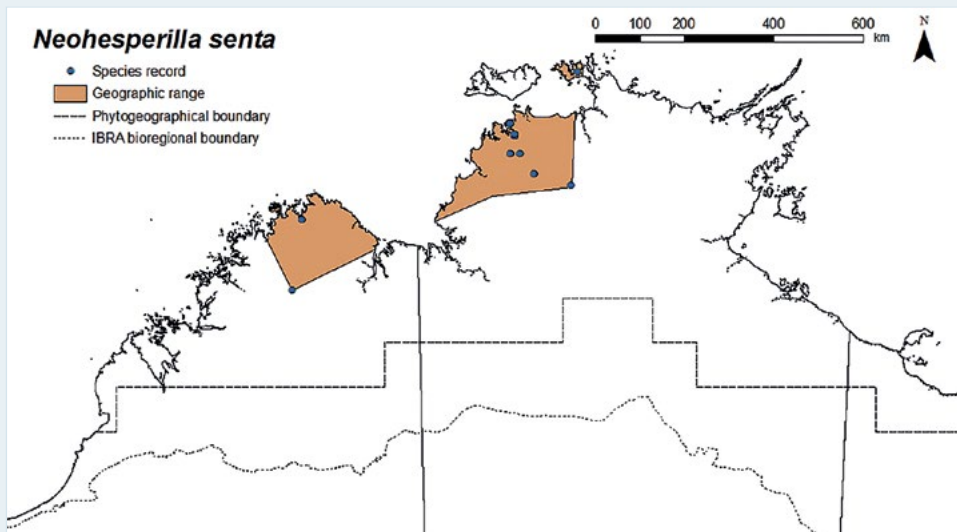 Neohesperilla senta
Species record
Geographic range
Phytogeographical boundary
IBRA bioregional boundary
0 100 200 400 600
km
N